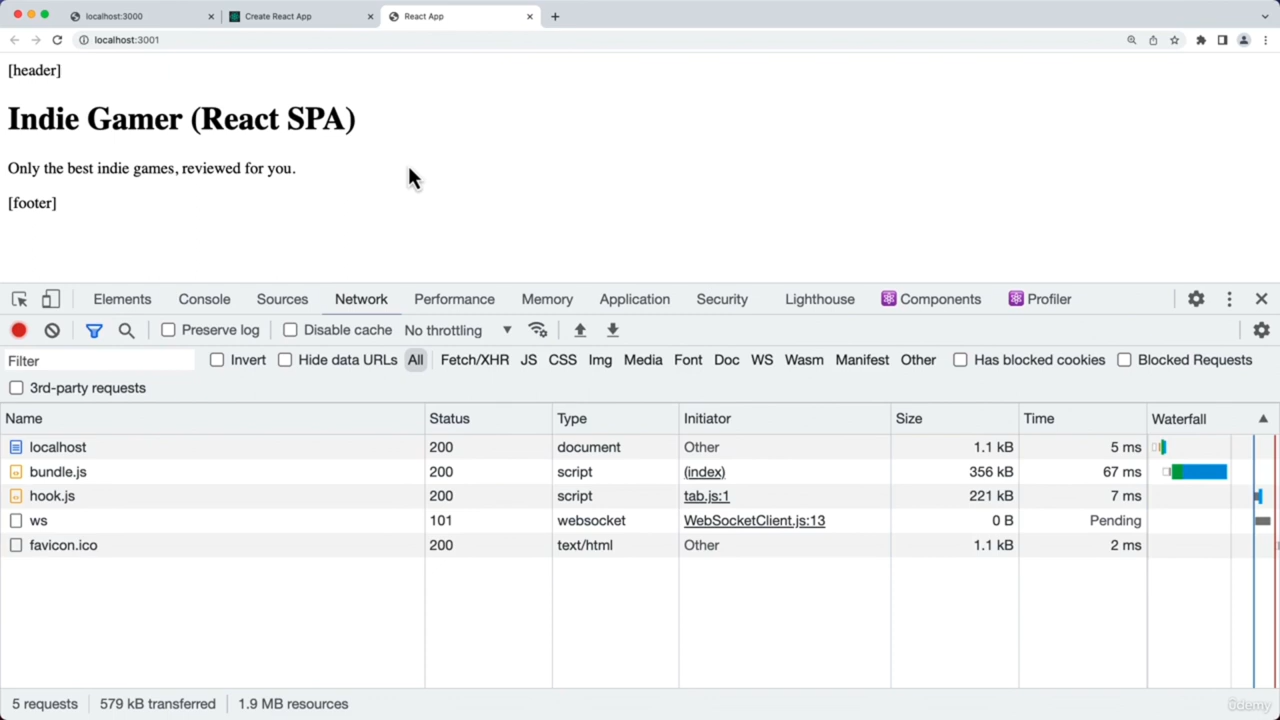 localhost:3000 Create React App React App
localhost:3001
[header]
Indie Gamer (React SPA)
Only the best indie games, reviewed for you.
[footer]
Elements Console Sources Network Performance Memory Application Security Lighthouse Components Profiler
Preserve log Disable cache No throttling
Filter Invert Hide data URLs All Fetch/XHR JS CSS Img Media Font Doc WS Wasm Manifest Other Has blocked cookies Blocked Requests
3rd-party requests
Name Status Type Initiator Size Time Waterfall
localhost 200 document Other 1.1 kB 5 ms
bundle.js 200 script (index) 356 kB 67 ms
hook.js 200 script tab.js:1 221 kB 7 ms
ws 101 websocket WebSocketClient.js:13 0 B Pending
favicon.ico 200 text/html Other 1.1 kB 2 ms
5 requests 579 kB transferred 1.9 MB resources
ûdemy